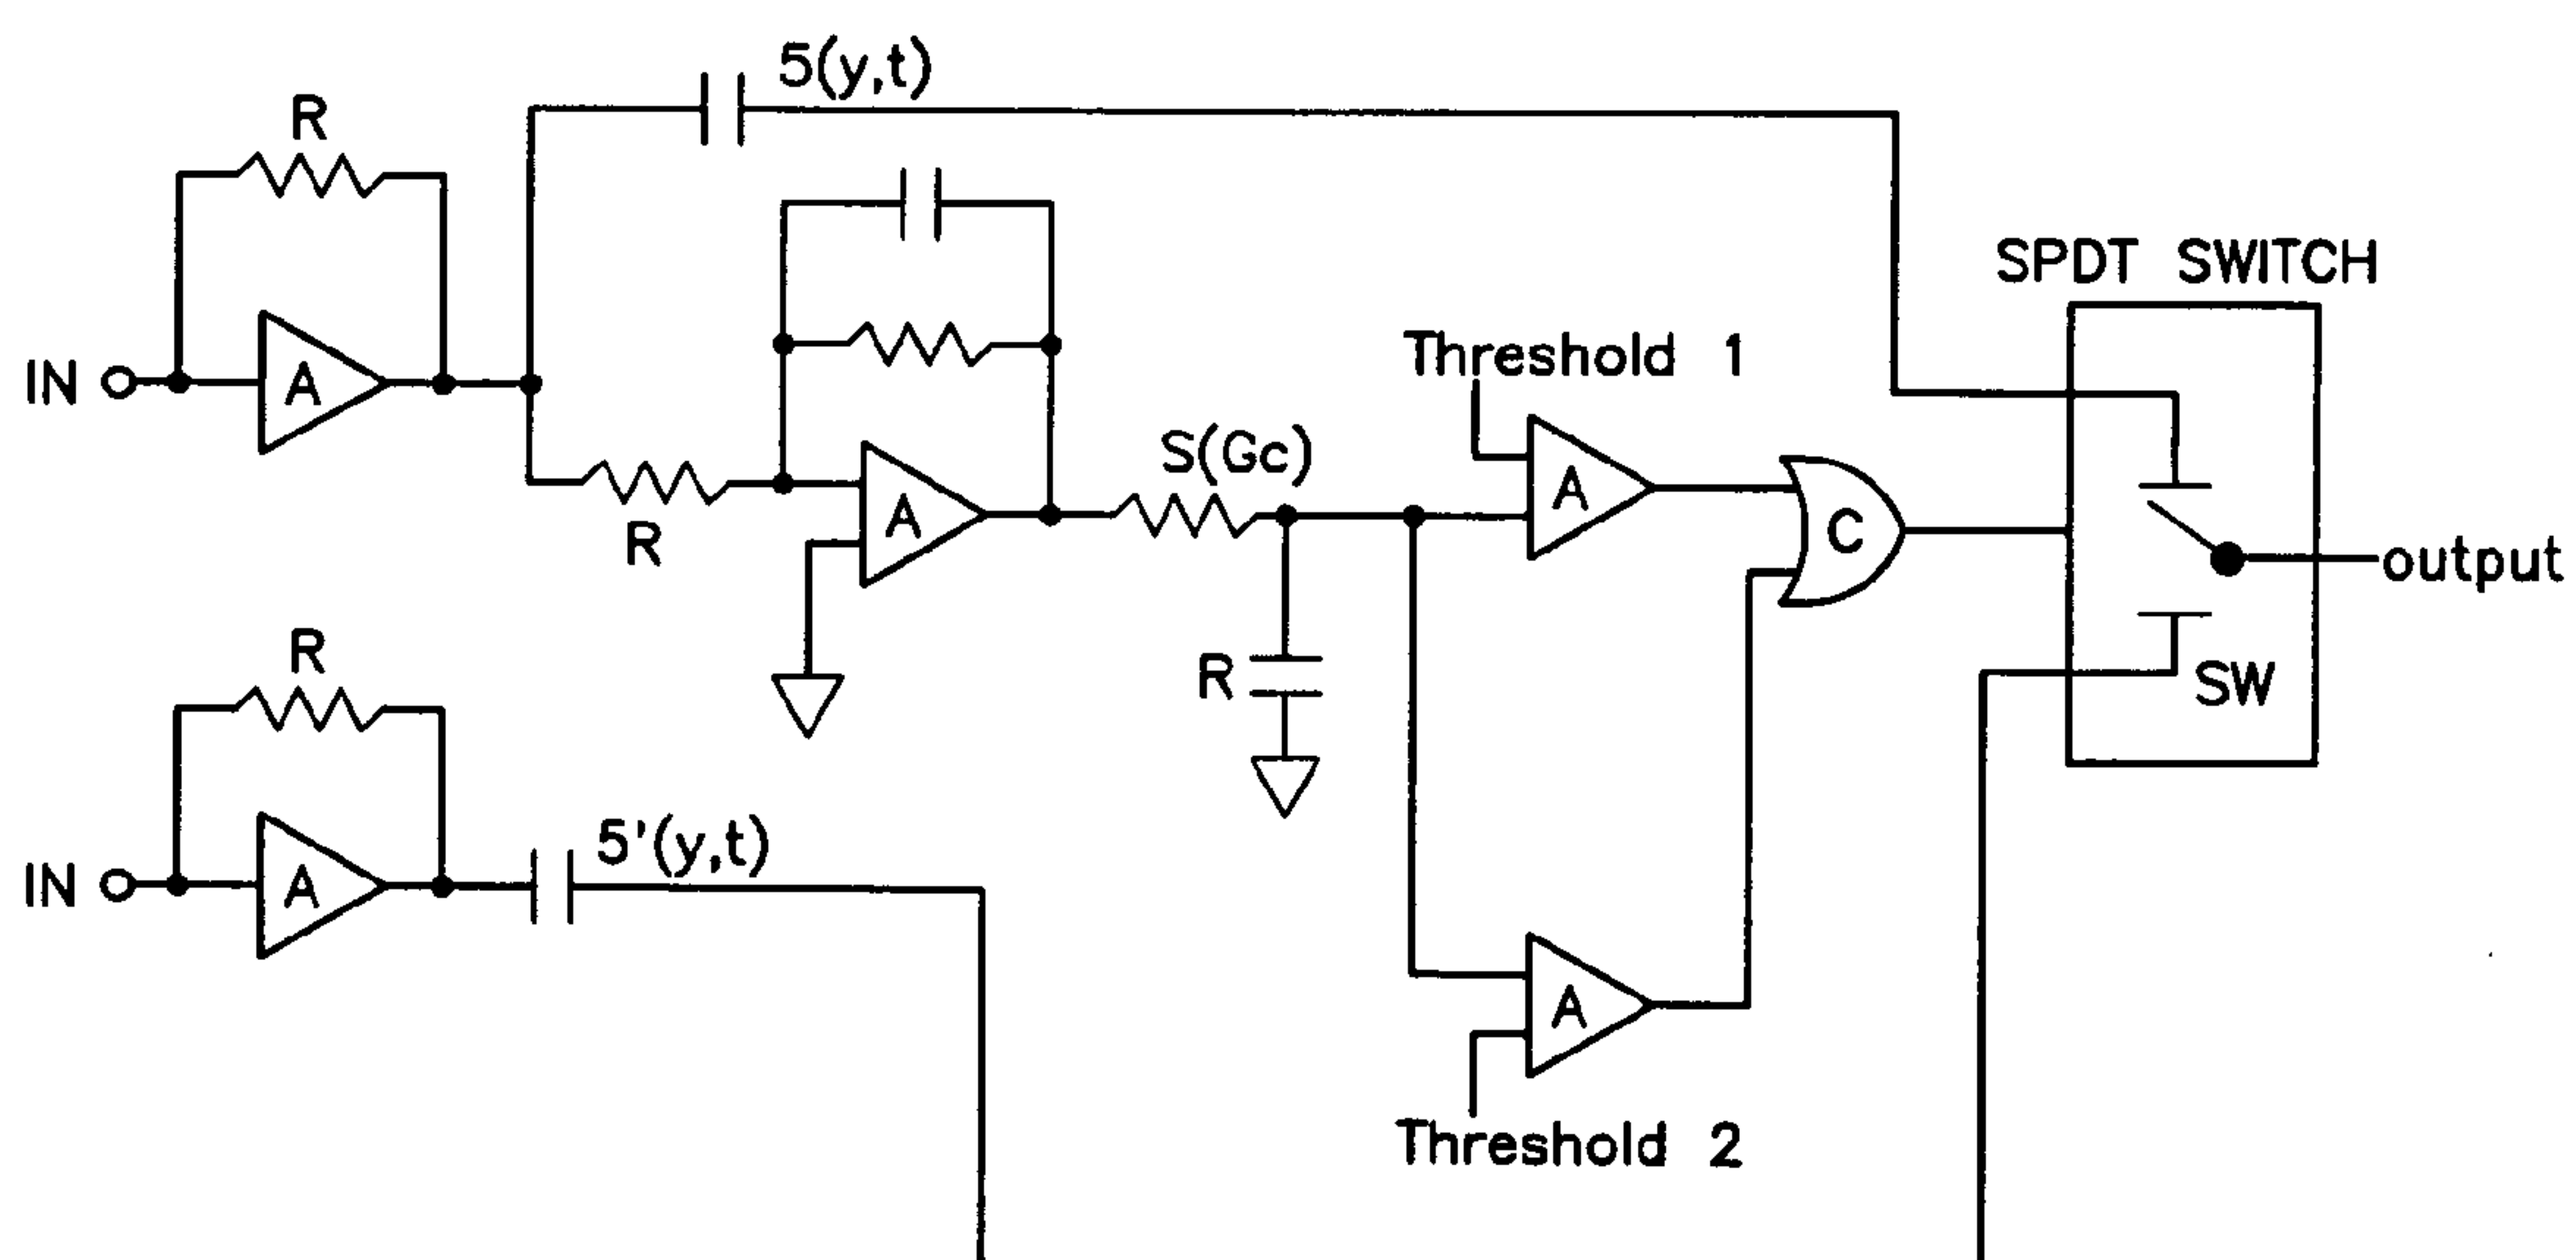 5(y,t)
R
SPDT SWITCH
IN
A
Threshold 1
S(Gc)
A
R
A
C
output
R
R
SW
IN
A
5'(y,t)
A
Threshold 2